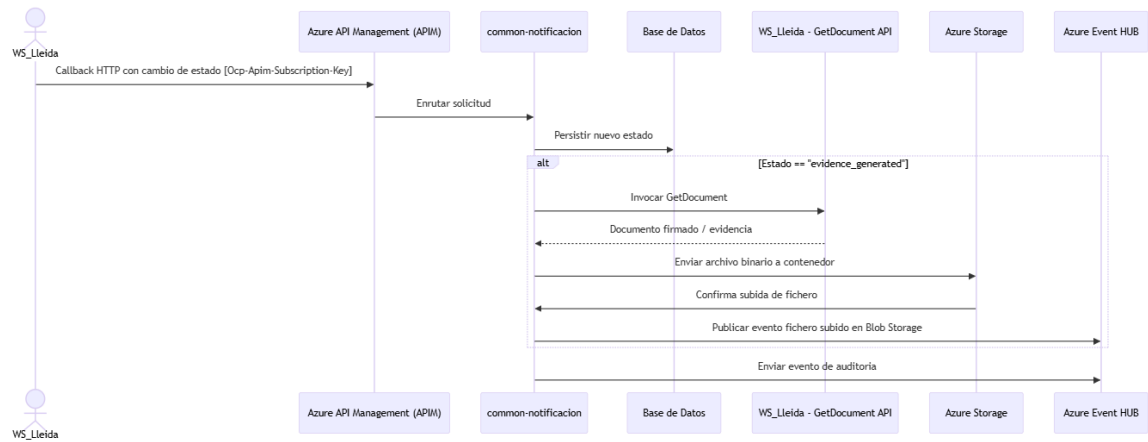 WS_Lleida
Azure API Management (APIM)
common-notificacion
Base de Datos
WS_Lleida - GetDocument API
Azure Storage
Azure Event HUB
Callback HTTP con cambio de estado [Ocp-Apim-Subscription-Key]
Enrutar solicitud
Persistir nuevo estado
alt
[Estado == "evidence_generated"]
Invocar GetDocument
Documento firmado / evidencia
Enviar archivo binario a contenedor
Confirma subida de fichero
Publicar evento fichero subido en Blob Storage
Enviar evento de auditoria
WS_Lleida
Azure API Management (APIM)
common-notificacion
Base de Datos
WS_Lleida - GetDocument API
Azure Storage
Azure Event HUB